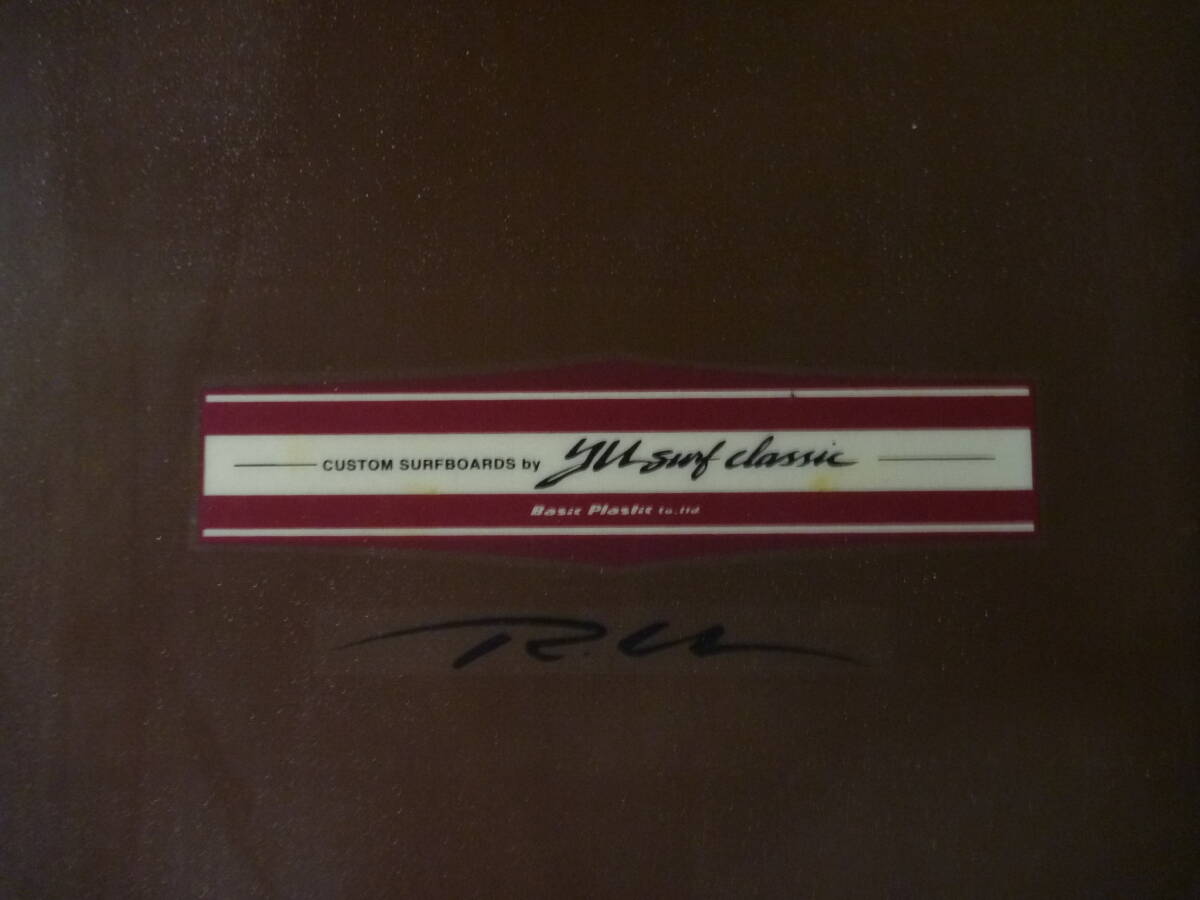 CUSTOM SURFBOARDS by YU surf classic
Basic Plastic Co.,ltd
R.U